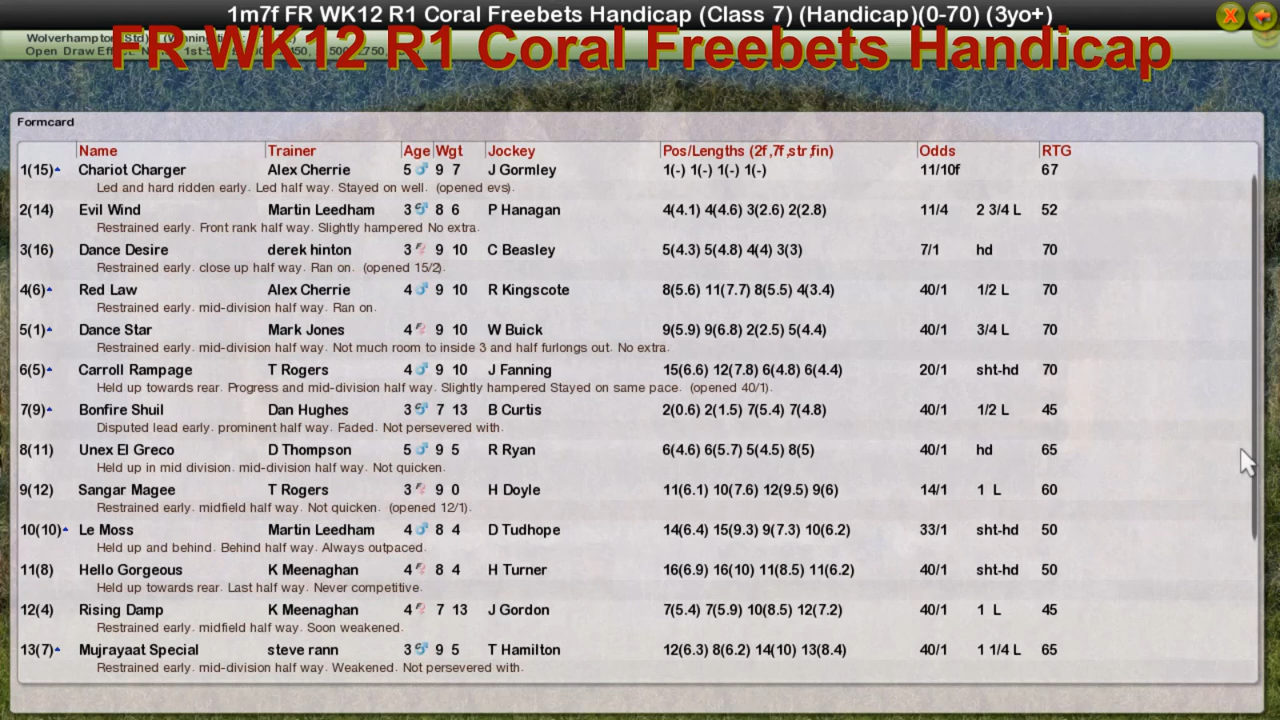 1m7f FR WK12 R1 Coral Freebets Handicap (Class 7) (Handicap)(0-70) (3yo+)
FR WK12 R1 Coral Freebets Handicap
Wolverhampton (Std)
Open Draw
Formcard
Name Trainer Age Wgt Jockey Pos/Lengths (2f,7f,str,fin) Odds RTG
1(15) Chariot Charger Alex Cherrie 5 9 7 J Gormley 1(-) 1(-) 1(-) 1(-) 11/10f 67
Led and hard ridden early. Led half way. Stayed on well. (opened evs).
2(14) Evil Wind Martin Leedham 3 8 6 P Hanagan 4(4.1) 4(4.6) 3(2.6) 2(2.8) 11/4 2 3/4 L 52
Restrained early. Front rank half way. Slightly hampered No extra.
3(16) Dance Desire derek hinton 3 9 10 C Beasley 5(4.3) 5(4.8) 4(4) 3(3) 7/1 hd 70
Restrained early. close up half way. Ran on. (opened 15/2).
4(6) Red Law Alex Cherrie 4 9 10 R Kingscote 8(5.6) 11(7.7) 8(5.5) 4(3.4) 40/1 1/2 L 70
Restrained early. mid-division half way. Ran on.
5(1) Dance Star Mark Jones 4 9 10 W Buick 9(5.9) 9(6.8) 2(2.5) 5(4.4) 40/1 3/4 L 70
Restrained early. mid-division half way. Not much room to inside 3 and half furlongs out. No extra.
6(5) Carroll Rampage T Rogers 4 9 10 J Fanning 15(6.6) 12(7.8) 6(4.8) 6(4.4) 20/1 sht-hd 70
Held up towards rear. Progress and mid-division half way. Slightly hampered Stayed on same pace. (opened 40/1).
7(9) Bonfire Shuil Dan Hughes 3 7 13 B Curtis 2(0.6) 2(1.5) 7(5.4) 7(4.8) 40/1 1/2 L 45
Disputed lead early. prominent half way. Faded. Not persevered with.
8(11) Unex El Greco D Thompson 5 9 5 R Ryan 6(4.6) 6(5.7) 5(4.5) 8(5) 40/1 hd 65
Held up in mid division. mid-division half way. Not quicken.
9(12) Sangar Magee T Rogers 3 9 0 H Doyle 11(6.1) 10(7.6) 12(9.5) 9(6) 14/1 1 L 60
Restrained early. midfield half way. Not quicken. (opened 12/1).
10(10) Le Moss Martin Leedham 4 8 4 D Tudhope 14(6.4) 15(9.3) 9(7.3) 10(6.2) 33/1 sht-hd 50
Held up and behind. Behind half way. Always outpaced.
11(8) Hello Gorgeous K Meenaghan 4 8 4 H Turner 16(6.9) 16(10) 11(8.5) 11(6.2) 40/1 sht-hd 50
Held up towards rear. Last half way. Never competitive.
12(4) Rising Damp K Meenaghan 4 7 13 J Gordon 7(5.4) 7(5.9) 10(8.5) 12(7.2) 40/1 1 L 45
Restrained early. midfield half way. Soon weakened.
13(7) Mujrayaat Special steve rann 3 9 5 T Hamilton 12(6.3) 8(6.2) 14(10) 13(8.4) 40/1 1 1/4 L 65
Restrained early. mid-division half way. Weakened. Not persevered with.